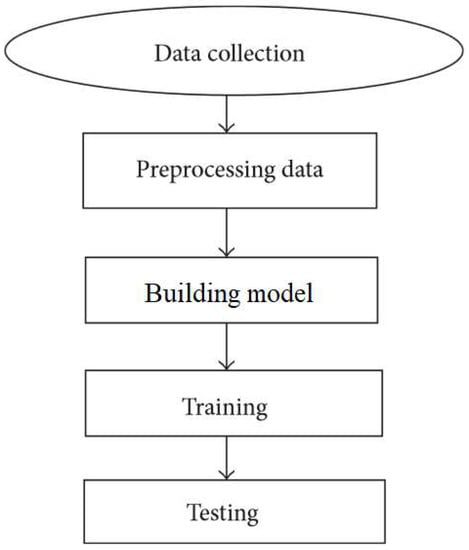 Data collection
Preprocessing data
Building model
Training
Testing